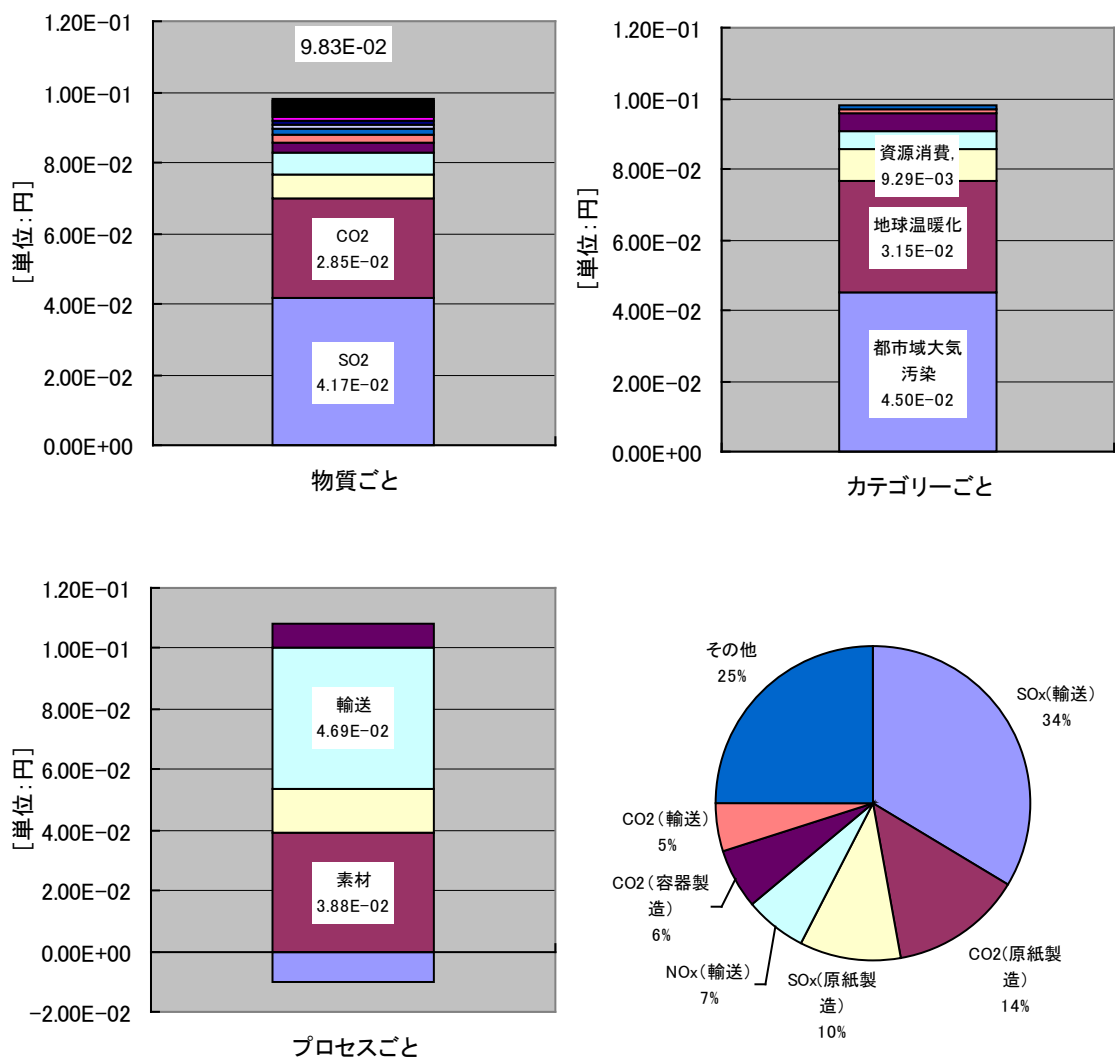 1.20E-01
1.00E-01
8.00E-02
6.00E-02
4.00E-02
2.00E-02
0.00E+00
[単位:円]
9.83E-02
CO2
2.85E-02
SO2
4.17E-02
物質ごと
1.20E-01
1.00E-01
8.00E-02
6.00E-02
4.00E-02
2.00E-02
0.00E+00
[単位:円]
資源消費,
9.29E-03
地球温暖化
3.15E-02
都市域大気
汚染
4.50E-02
カテゴリーごと
1.20E-01
1.00E-01
8.00E-02
6.00E-02
4.00E-02
2.00E-02
0.00E+00
-2.00E-02
[単位:円]
輸送
4.69E-02
素材
3.88E-02
プロセスごと
その他
25%
SOx(輸送)
34%
CO2(輸送)
5%
CO2(容器製
造)
6%
NOx(輸送)
7%
SOx(原紙製
造)
10%
CO2(原紙製
造)
14%